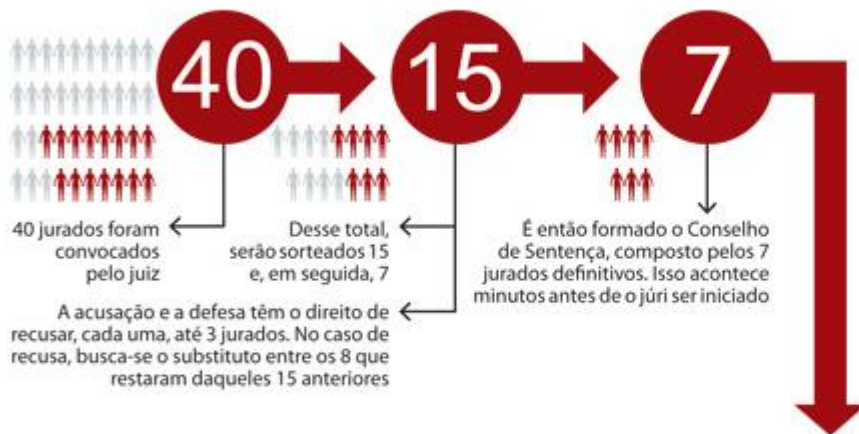 40
15
7
40 jurados foram
convocados
pelo juiz
Desse total,
serão sorteados 15
e, em seguida, 7
A acusação e a defesa têm o direito de
recusar, cada uma, até 3 jurados. No caso de
recusa, busca-se o substituto entre os 8 que
restaram daqueles 15 anteriores
É então formado o Conselho
de Sentença, composto pelos 7
jurados definitivos. Isso acontece
minutos antes de o júri ser iniciado